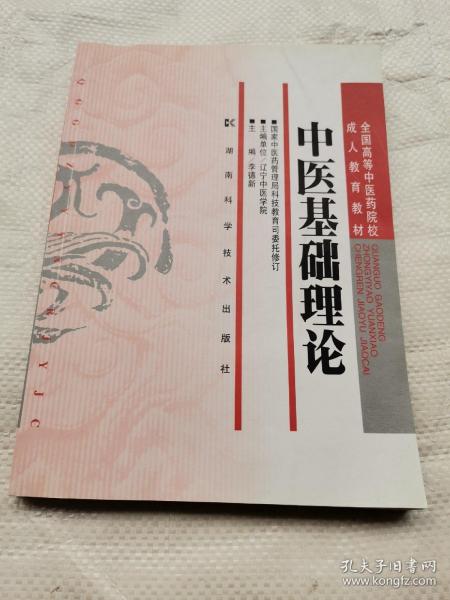 全国高等中医药院校
成人教育教材
QUANGUO GAODENG
ZHONGYIYAO YUANXIAO
CHENGREN JIAOYU JIAOCAI
中医基础理论
■国家中医药管理局科技教育司委托修订
■主编单位/辽宁中医学院
■主 编/李德新
湖南科学技术出版社
孔夫子旧书网
www.kongfz.com